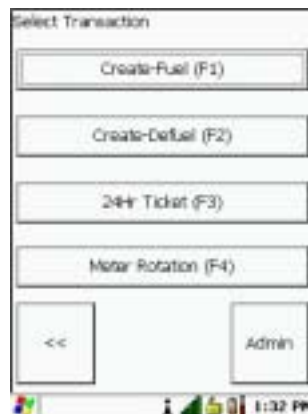 Select Transaction
Create-Fuel (F1)
Create-Defuel (F2)
24Hr Ticket (F3)
Meter Rotation (F4)
<< Admin
1:32 PM